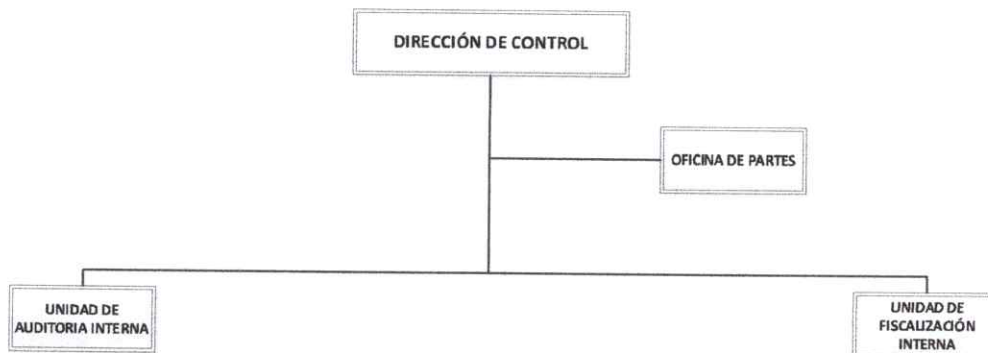 DIRECCIÓN DE CONTROL
OFICINA DE PARTES
UNIDAD DE
AUDITORIA INTERNA
UNIDAD DE
FISCALIZACIÓN
INTERNA